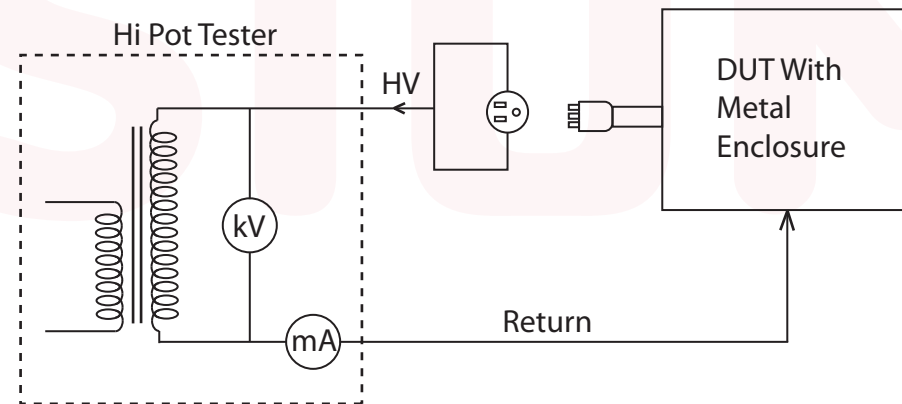 Hi Pot Tester
HV
DUT With
Metal
Enclosure
kV
mA
Return